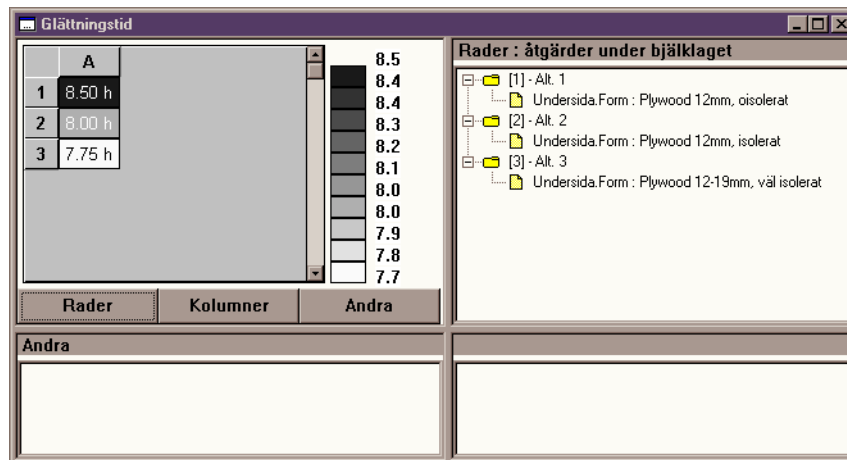 Glättningstid
A
1 8.50 h
2 8.00 h
3 7.75 h
8.5
8.4
8.4
8.3
8.2
8.1
8.0
8.0
7.9
7.8
7.7
Rader Kolumner Andra
Rader : åtgärder under bjälklaget
[1] - Alt. 1
Undersida.Form : Plywood 12mm, oisolerat
[2] - Alt. 2
Undersida.Form : Plywood 12mm, isolerat
[3] - Alt. 3
Undersida.Form : Plywood 12-19mm, väl isolerat
Andra